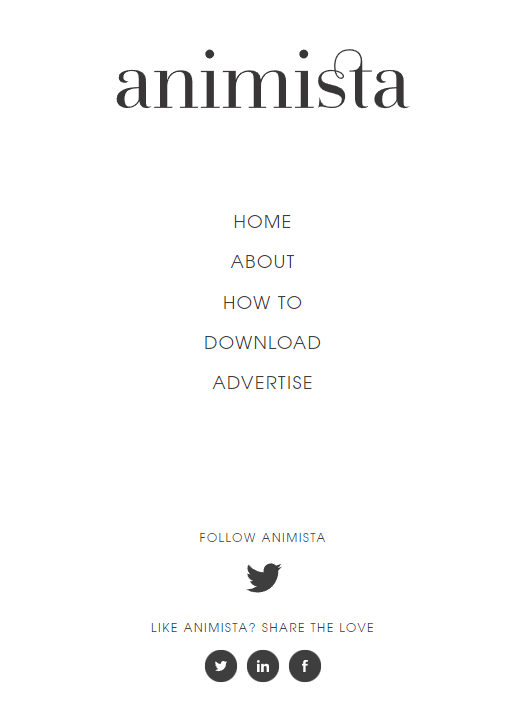 animista
HOME
ABOUT
HOW TO
DOWNLOAD
ADVERTISE
FOLLOW ANIMISTA
LIKE ANIMISTA? SHARE THE LOVE
in f